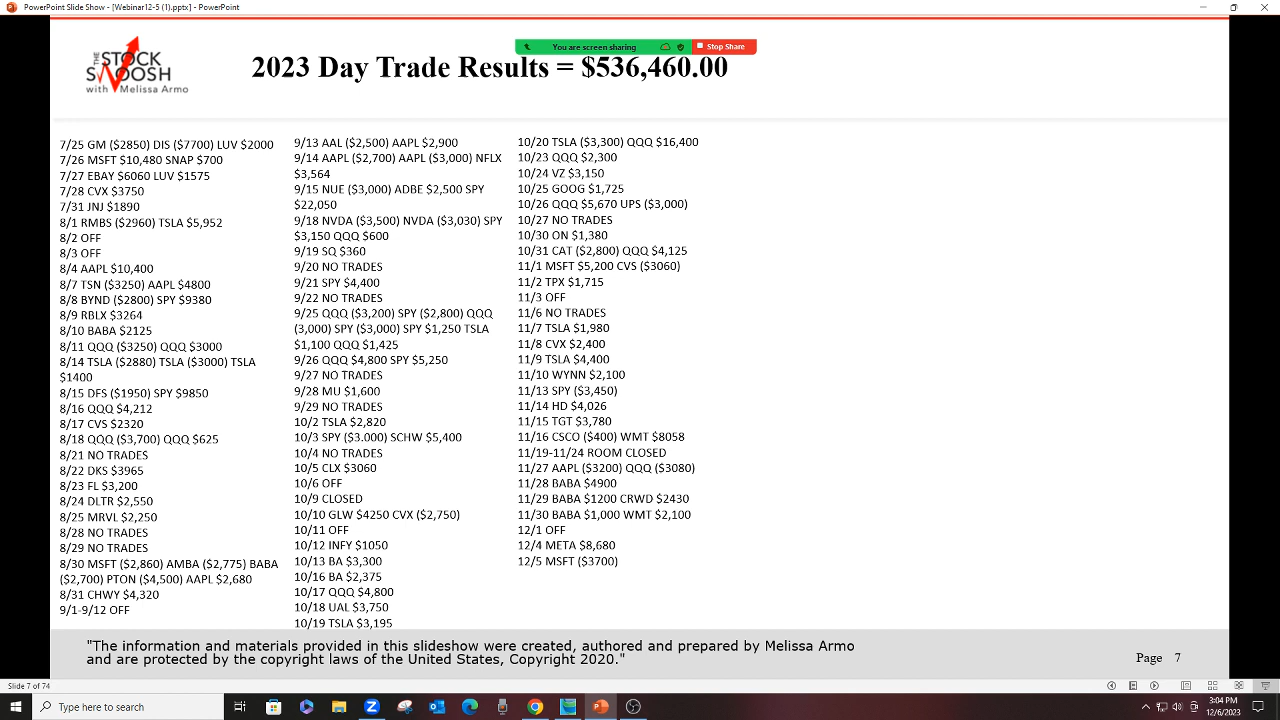 PowerPoint Slide Show - [Webinar12-5 (1).pptx] - PowerPoint
You are screen sharing
Stop Share
THE
STOCK
SWOOSH
with Melissa Armo
2023 Day Trade Results = $536,460.00
7/25 GM ($2850) DIS ($7700) LUV $2000
7/26 MSFT $10,480 SNAP $700
7/27 EBAY $6060 LUV $1575
7/28 CVX $3750
7/31 JNJ $1890
8/1 RMBS ($2960) TSLA $5,952
8/2 OFF
8/3 OFF
8/4 AAPL $10,400
8/7 TSN ($3250) AAPL $4800
8/8 BYND ($2800) SPY $9380
8/9 RBLX $3264
8/10 BABA $2125
8/11 QQQ ($3250) QQQ $3000
8/14 TSLA ($2880) TSLA ($3000) TSLA
$1400
8/15 DFS ($1950) SPY $9850
8/16 QQQ $4,212
8/17 CVS $2320
8/18 QQQ ($3,700) QQQ $625
8/21 NO TRADES
8/22 DKS $3965
8/23 FL $3,200
8/24 DLTR $2,550
8/25 MRVL $2,250
8/28 NO TRADES
8/29 NO TRADES
8/30 MSFT ($2,860) AMBA ($2,775) BABA
($2,700) PTON ($4,500) AAPL $2,680
8/31 CHWY $4,320
9/1-9/12 OFF
9/13 AAL ($2,500) AAPL $2,900
9/14 AAPL ($2,700) AAPL ($3,000) NFLX
$3,564
9/15 NUE ($3,000) ADBE $2,500 SPY
$22,050
9/18 NVDA ($3,500) NVDA ($3,030) SPY
$3,150 QQQ $600
9/19 SQ $360
9/20 NO TRADES
9/21 SPY $4,400
9/22 NO TRADES
9/25 QQQ ($3,200) SPY ($2,800) QQQ
(3,000) SPY ($3,000) SPY $1,250 TSLA
$1,100 QQQ $1,425
9/26 QQQ $4,800 SPY $5,250
9/27 NO TRADES
9/28 MU $1,600
9/29 NO TRADES
10/2 TSLA $2,820
10/3 SPY ($3.000) SCHW $5,400
10/4 NO TRADES
10/5 CLX $3060
10/6 OFF
10/9 CLOSED
10/10 GLW $4250 CVX ($2,750)
10/11 OFF
10/12 INFY $1050
10/13 BA $3,300
10/16 BA $2,375
10/17 QQQ $4,800
10/18 UAL $3,750
10/19 TSLA $3,195
10/20 TSLA ($3,300) QQQ $16,400
10/23 QQQ $2,300
10/24 VZ $3,150
10/25 GOOG $1,725
10/26 QQQ $5,670 UPS ($3,000)
10/27 NO TRADES
10/30 ON $1,380
10/31 CAT ($2,800) QQQ $4,125
11/1 MSFT $5,200 CVS ($3060)
11/2 TPX $1,715
11/3 OFF
11/6 NO TRADES
11/7 TSLA $1,980
11/8 CVX $2,400
11/9 TSLA $4,400
11/10 WYNN $2,100
11/13 SPY ($3,450)
11/14 HD $4,026
11/15 TGT $3,780
11/16 CSCO ($400) WMT $8058
11/19-11/24 ROOM CLOSED
11/27 AAPL ($3200) QQQ ($3080)
11/28 BABA $4900
11/29 BABA $1200 CRWD $2430
11/30 BABA $1,000 WMT $2,100
12/1 OFF
12/4 META $8,680
12/5 MSFT ($3700)
"The information and materials provided in this slideshow were created, authored and prepared by Melissa Armo
and are protected by the copyright laws of the United States, Copyright 2020."
Page 7
Slide 7 of 74
Type here to search
3:04 PM
12/6/2023